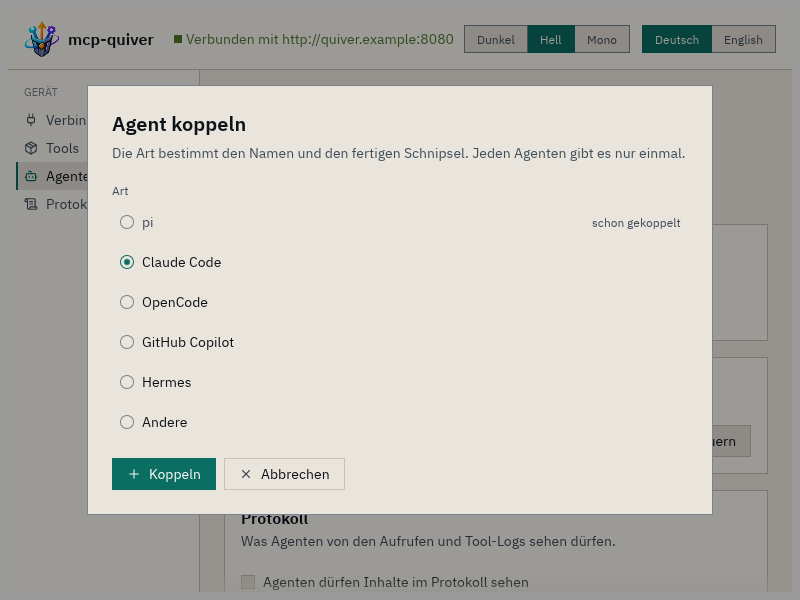 mcp-quiver
Verbunden mit http://quiver.example:8080
Dunkel
Hell
Mono
Deutsch
English
GERÄT
Tools
Agent koppeln
Die Art bestimmt den Namen und den fertigen Schnipsel. Jeden Agenten gibt es nur einmal.
Art
pi
schon gekoppelt
Claude Code
OpenCode
GitHub Copilot
Hermes
Andere
Koppeln
Abbrechen
Protokoll
Was Agenten von den Aufrufen und Tool-Logs sehen dürfen.
Agenten dürfen Inhalte im Protokoll sehen